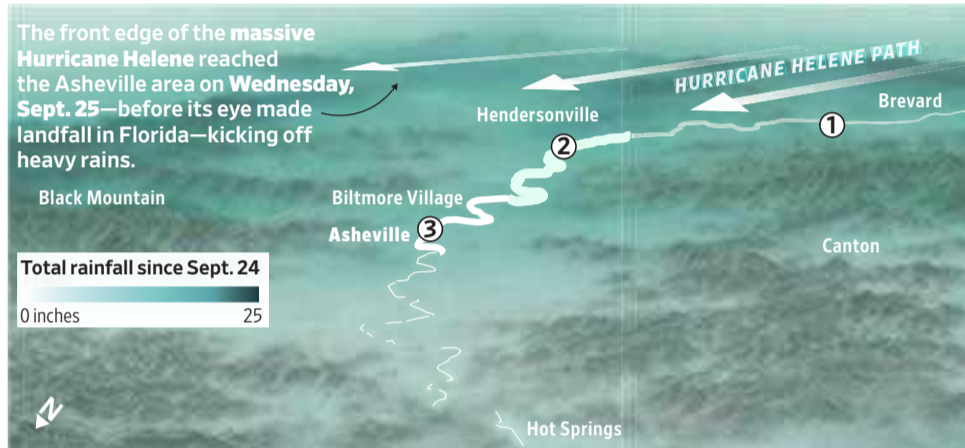 The front edge of the massive
Hurricane Helene reached
the Asheville area on Wednesday,
Sept. 25—before its eye made
landfall in Florida—kicking off
heavy rains.
HURRICANE HELENE PATH
Brevard
1
Hendersonville
2
Black Mountain
Biltmore Village
Asheville
3
Canton
Total rainfall since Sept. 24
0 inches
25
N
Hot Springs